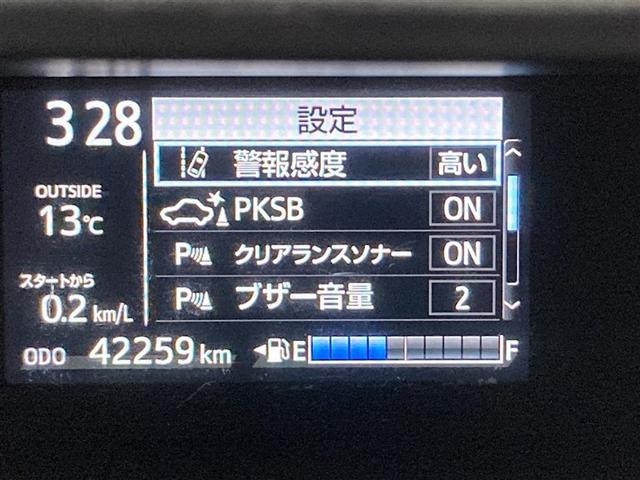 3 28
設定
警報感度 高い
OUTSIDE
13℃
PKSB ON
P クリアランスソナー ON
スタートから
0.2 km/L
P ブザー音量 2
ODO 42259 km
E F